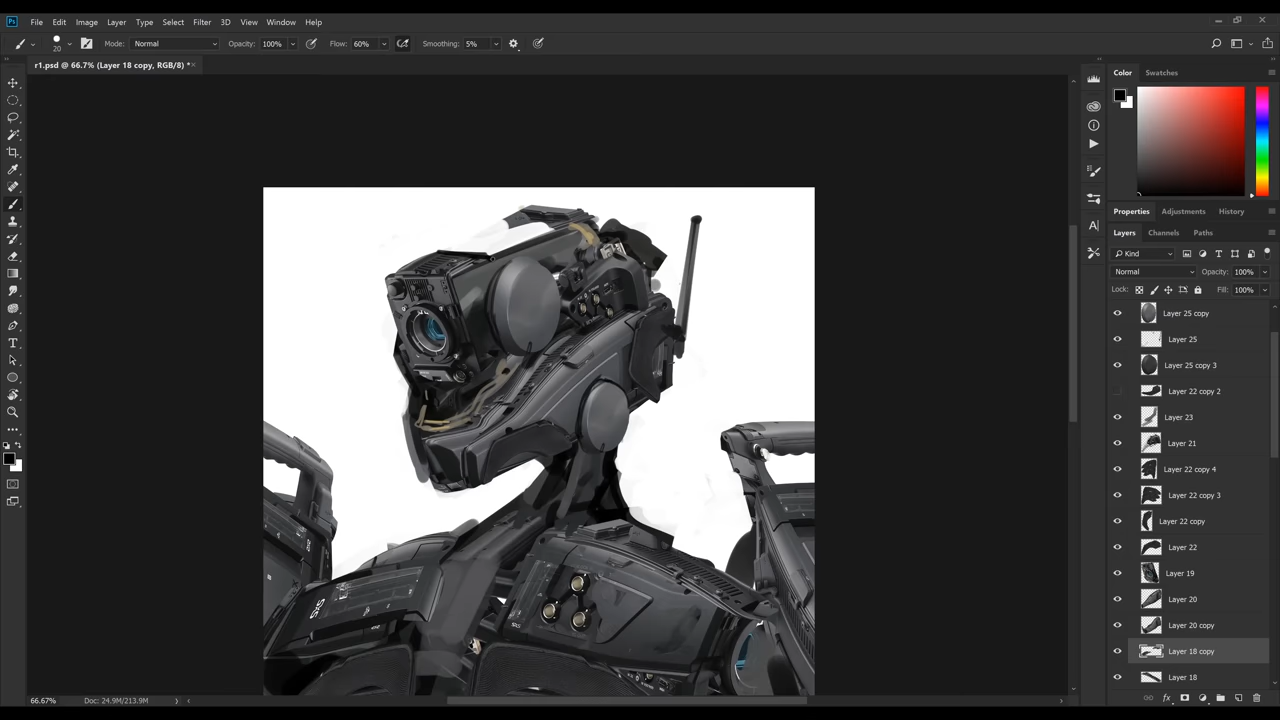 Ps File Edit Image Layer Type Select Filter 3D View Window Help
20 Mode: Normal Opacity: 100% Flow: 60% Smoothing: 5%
r1.psd @ 66.7% (Layer 18 copy, RGB/8) *
Color Swatches
Properties Adjustments History
Layers Channels Paths
Kind
Normal Opacity: 100%
Lock: Fill: 100%
Layer 25 copy
Layer 25
Layer 25 copy 3
Layer 22 copy 2
Layer 23
Layer 21
Layer 22 copy 4
Layer 22 copy 3
Layer 22 copy
Layer 22
Layer 19
Layer 20
Layer 20 copy
Layer 18 copy
Layer 18
SXS
66.67% Doc: 24.9M/213.9M